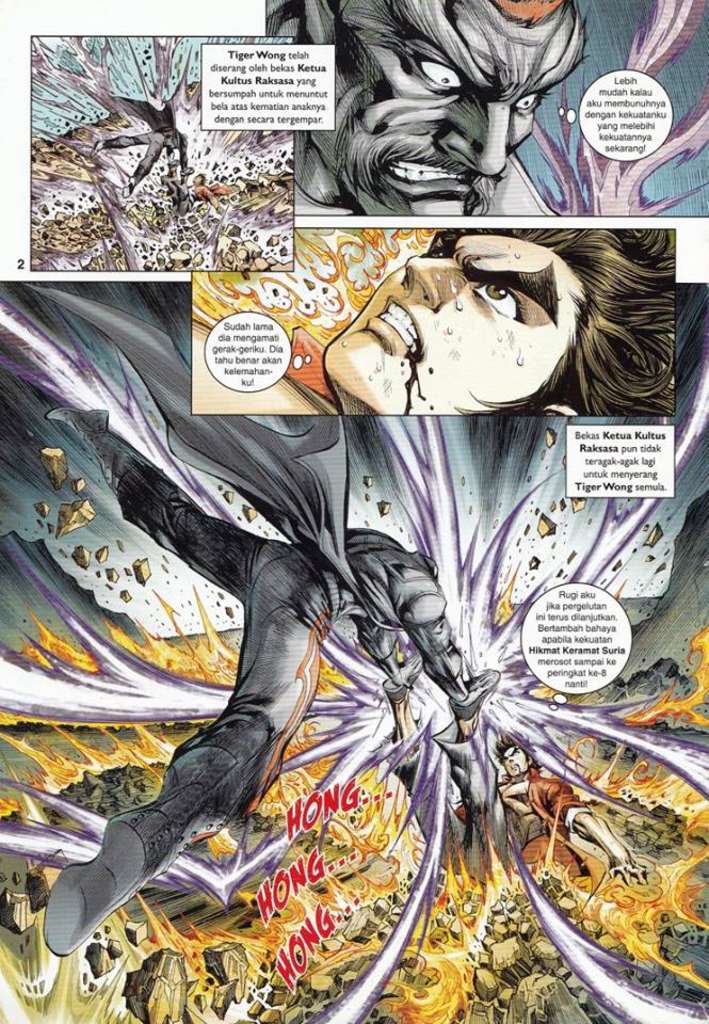 Tiger Wong telah
diserang oleh bekas Ketua
Kultus Raksasa yang
bersumpah untuk menuntut
bela atas kematian anaknya
dengan secara tergempar.
Lebih
mudah kalau
aku membunuhnya
dengan kekuatanku
yang melebihi
kekuatannya
sekarang!
2
Sudah lama
dia mengamati
gerak-geriku. Dia
tahu benar akan
kelemahan-
ku!
Bekas Ketua Kultus
Raksasa pun tidak
teragak-agak lagi
untuk menyerang
Tiger Wong semula.
Rugi aku
jika pergelutan
ini terus dilanjutkan.
Bertambah bahaya
apabila kekuatan
Hikmat Keramat Suria
merosot sampai ke
peringkat ke-8
nanti!
HONG...
HONG...
HONG...